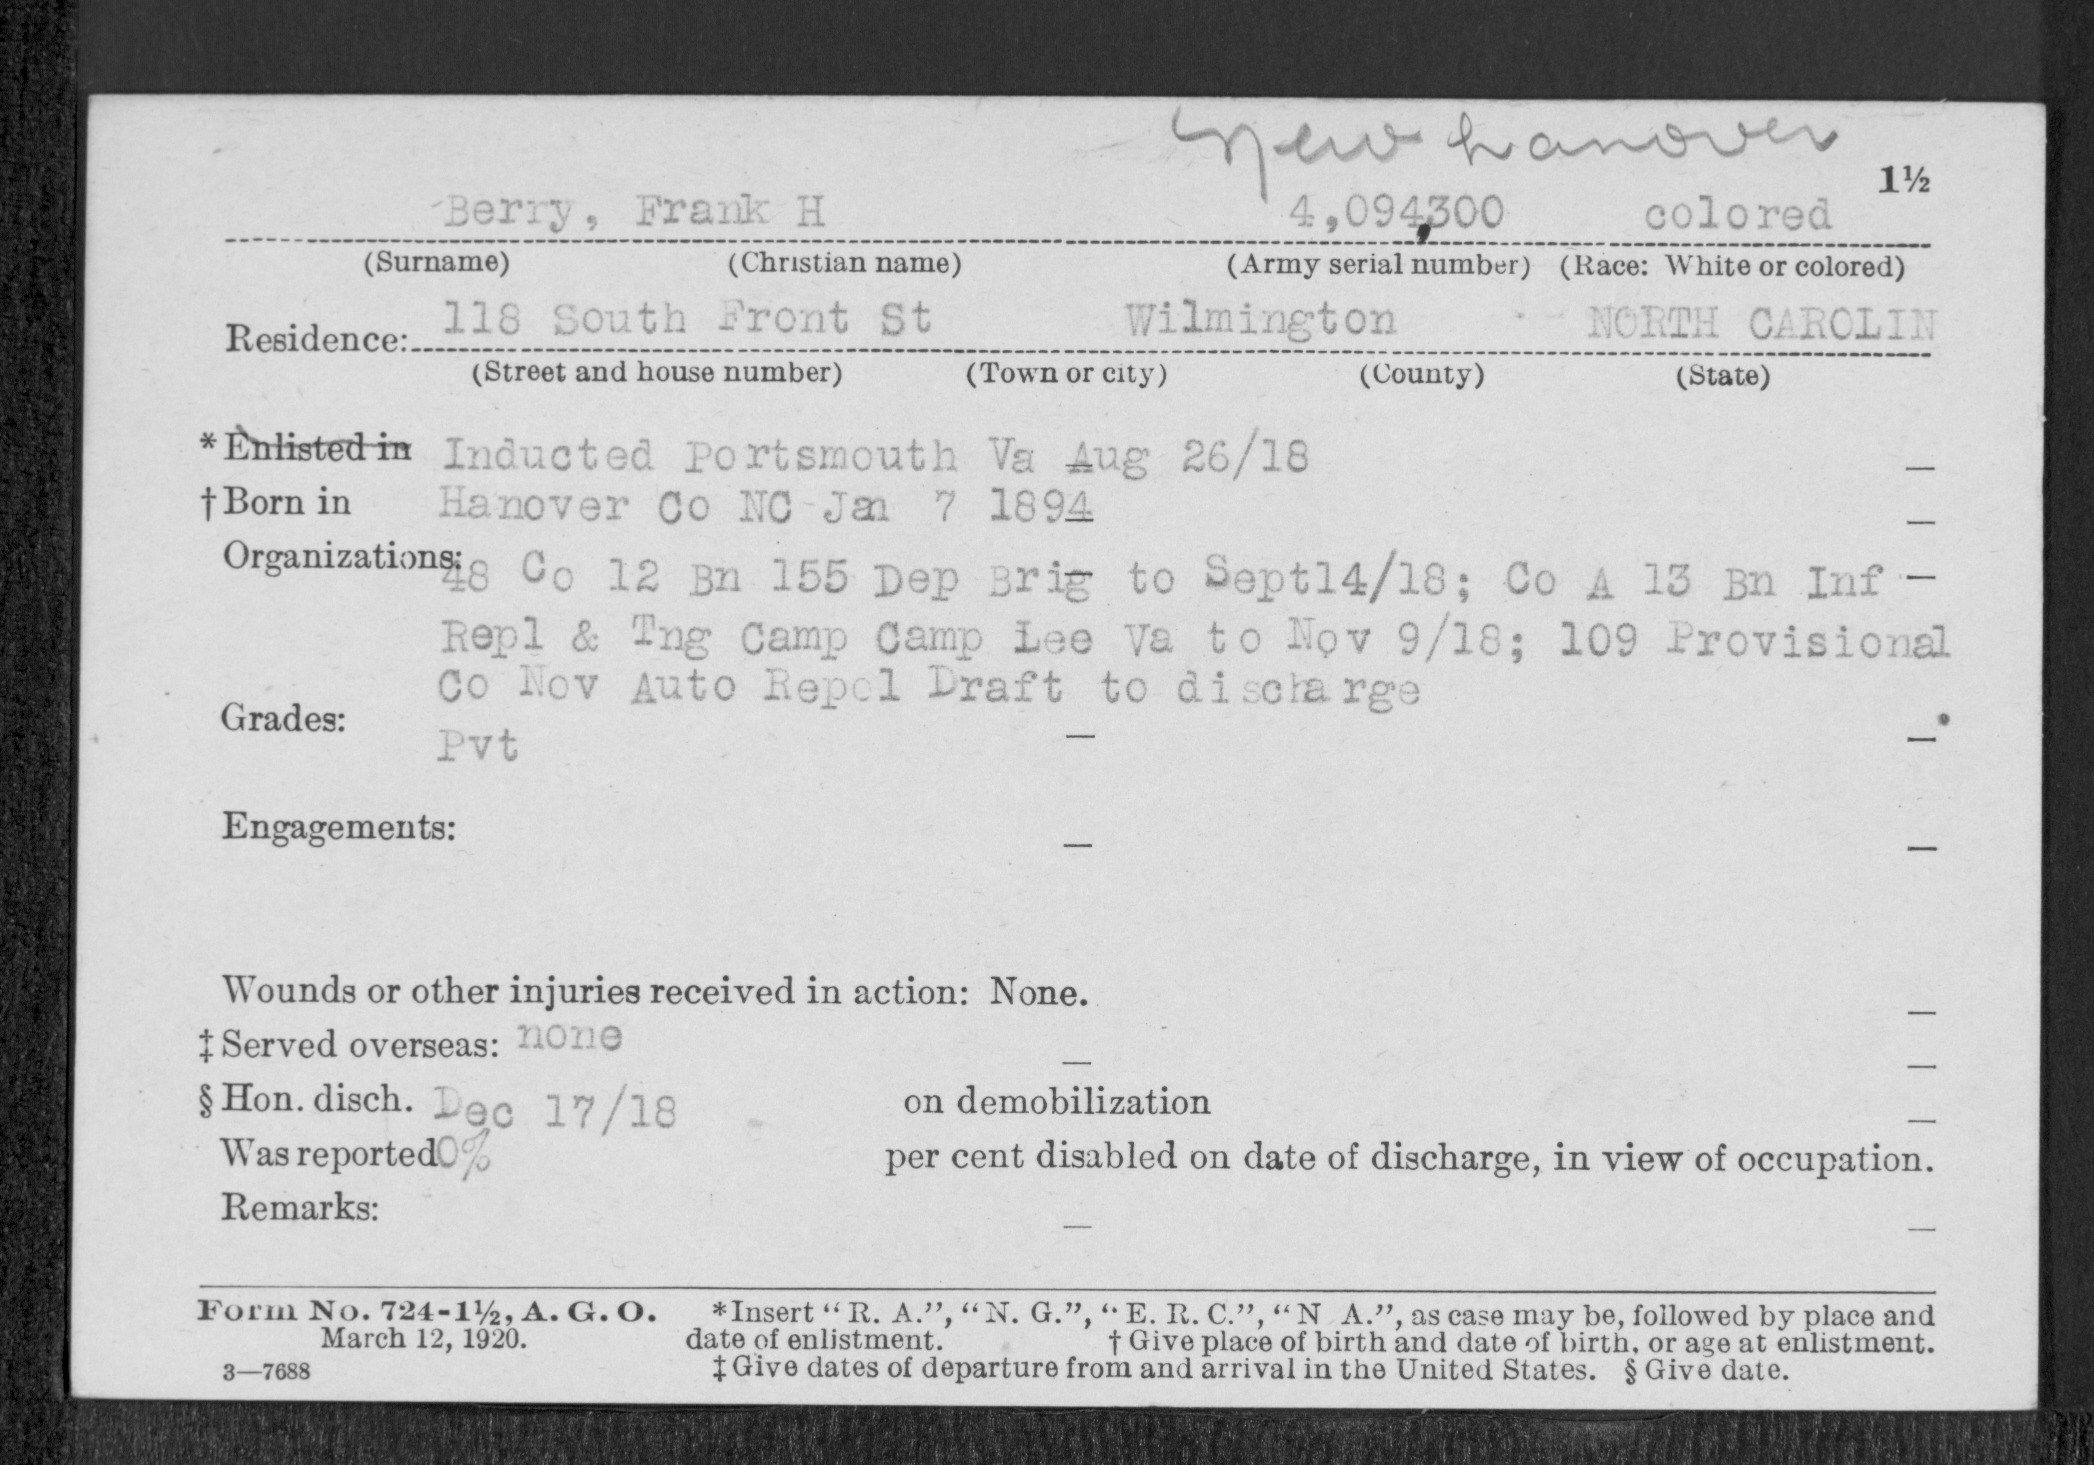 New hanover
1½
Berry, Frank H 4,094,300 colored
(Surname) (Christian name) (Army serial number) (Race: White or colored)
Residence: 118 South Front St Wilmington NORTH CAROLIN
(Street and house number) (Town or city) (County) (State)
*Enlisted in Inducted Portsmouth Va Aug 26/18 —
†Born in Hanover Co NC Jan 7 1894 —
Organizations: 48 Co 12 Bn 155 Dep Brig to Sept14/18; Co A 13 Bn Inf —
Repl & Tng Camp Camp Lee Va to Nov 9/18; 109 Provisional
Co Nov Auto Repol Draft to discharge
Grades: Pvt — —
Engagements: — —
Wounds or other injuries received in action: None. —
‡Served overseas: none — —
§Hon. disch. Dec 17/18 on demobilization —
Was reported 0% per cent disabled on date of discharge, in view of occupation.
Remarks: — —
Form No. 724-1½, A. G. O. *Insert "R. A.", "N. G.", "E. R. C.", "N A.", as case may be, followed by place and
March 12, 1920. date of enlistment. †Give place of birth and date of birth, or age at enlistment.
3—7688 ‡Give dates of departure from and arrival in the United States. §Give date.